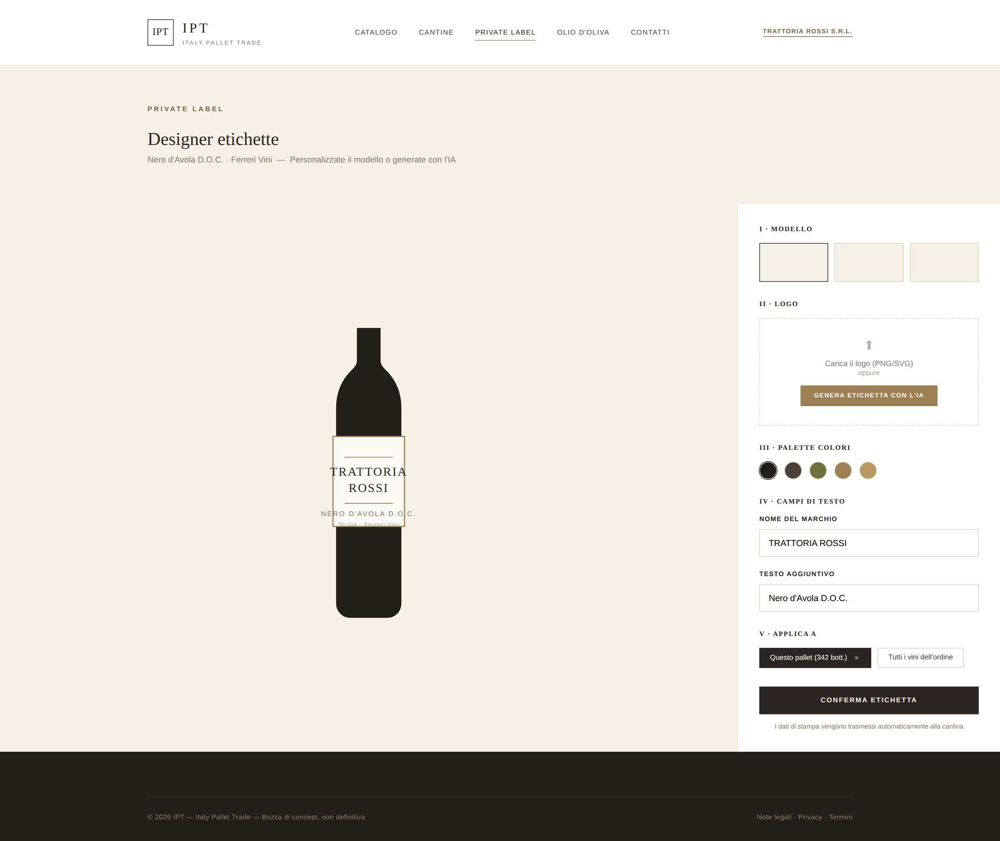 IPT
IPT
ITALY PALLET TRADE
CATALOGO
CANTINE
PRIVATE LABEL
OLIO D'OLIVA
CONTATTI
TRATTORIA ROSSI S.R.L.
PRIVATE LABEL
Designer etichette
Nero d'Avola D.O.C. · Ferreri Vini — Personalizzate il modello o generate con l'IA
TRATTORIA
ROSSI
NERO D'AVOLA D.O.C.
Sicilia · Ferreri Vini
I · MODELLO
II · LOGO
⬆
Carica il logo (PNG/SVG)
oppure
GENERA ETICHETTA CON L'IA
III · PALETTE COLORI
IV · CAMPI DI TESTO
NOME DEL MARCHIO
TRATTORIA ROSSI
TESTO AGGIUNTIVO
Nero d'Avola D.O.C.
V · APPLICA A
Questo pallet (342 bott.) ×
Tutti i vini dell'ordine
CONFERMA ETICHETTA
I dati di stampa vengono trasmessi automaticamente alla cantina
© 2026 IPT — Italy Pallet Trade — Bozza di concept, non definitiva
Note legali · Privacy · Termini